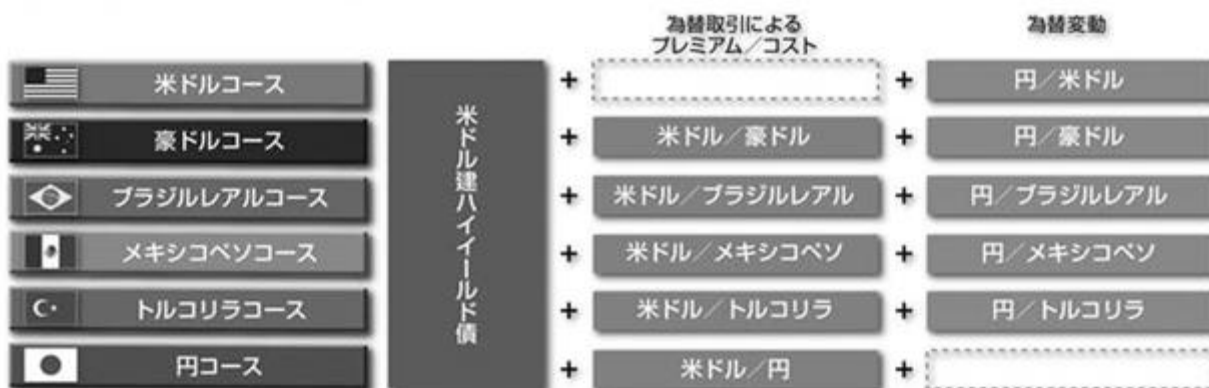 為替取引による
プレミアム／コスト
為替変動
米ドルコース
米ドル建ハイイールド債
+
+
円／米ドル
豪ドルコース
+
米ドル／豪ドル
+
円／豪ドル
ブラジルレアルコース
+
米ドル／ブラジルレアル
+
円／ブラジルレアル
メキシコペソコース
+
米ドル／メキシコペソ
+
円／メキシコペソ
トルコリラコース
+
米ドル／トルコリラ
+
円／トルコリラ
円コース
+
米ドル／円
+